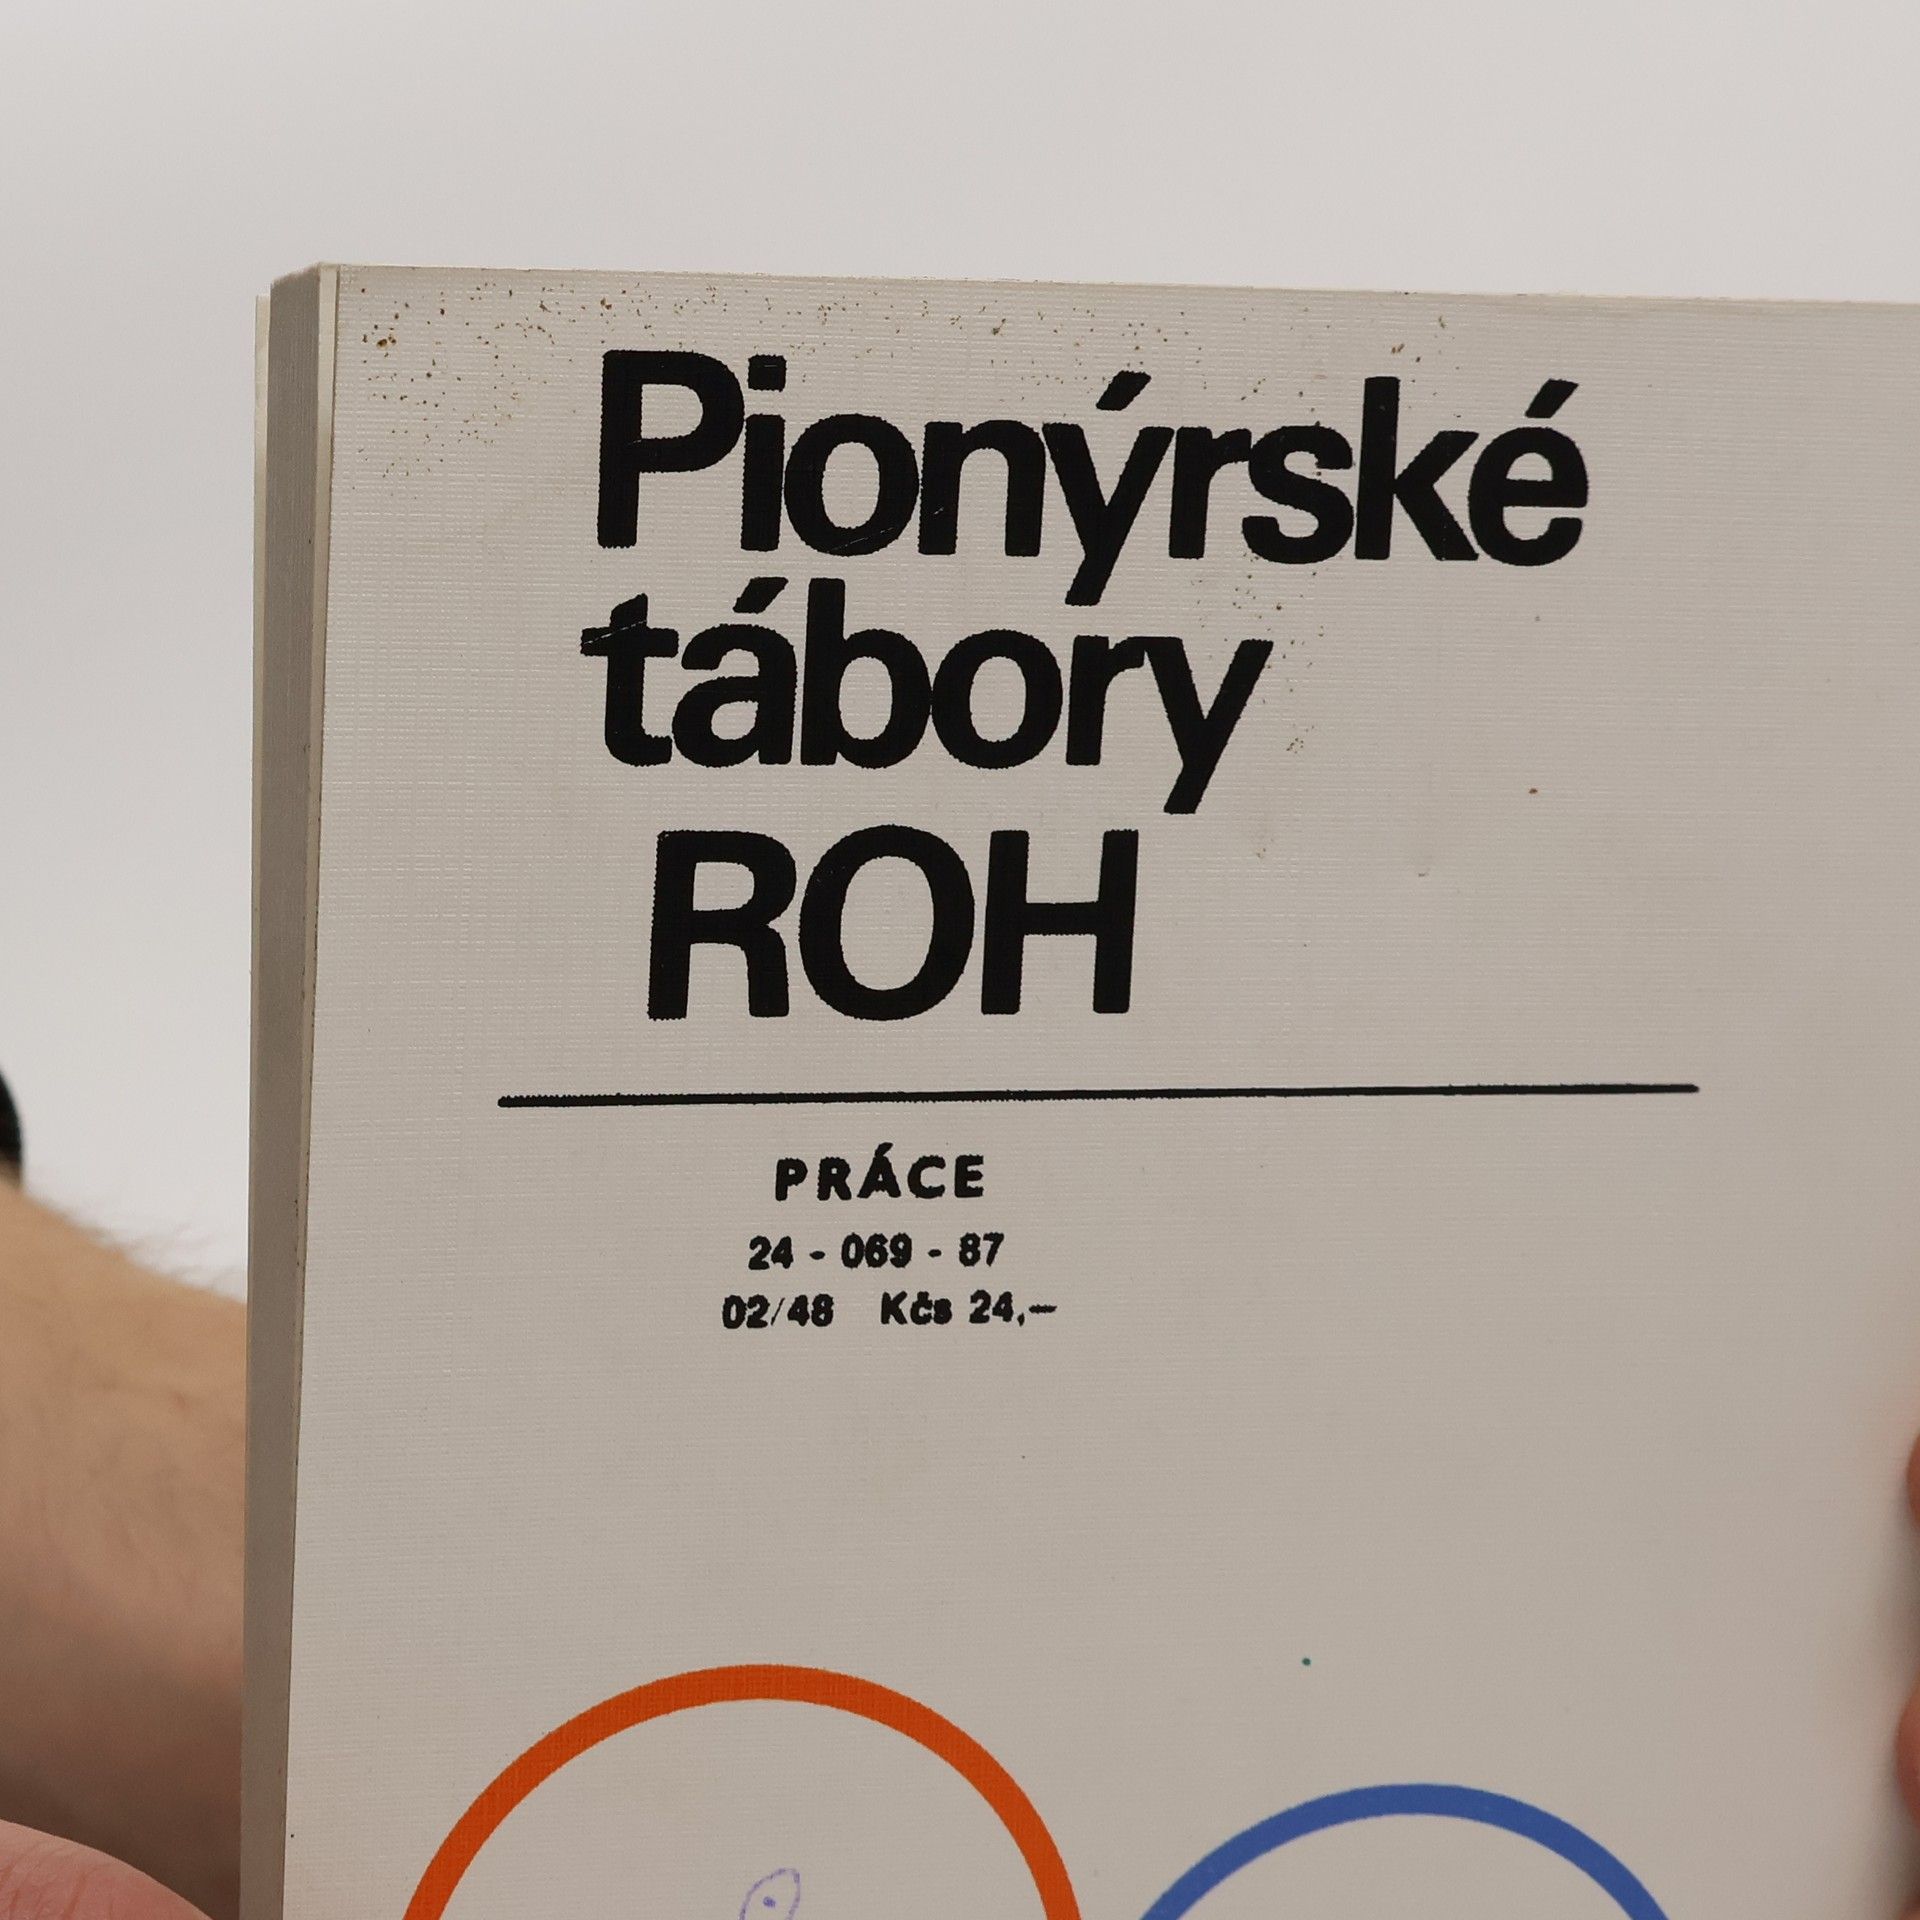 Pionýrské
tábory
ROH
PRÁCE
24 - 069 - 87
02/48 Kčs 24,—